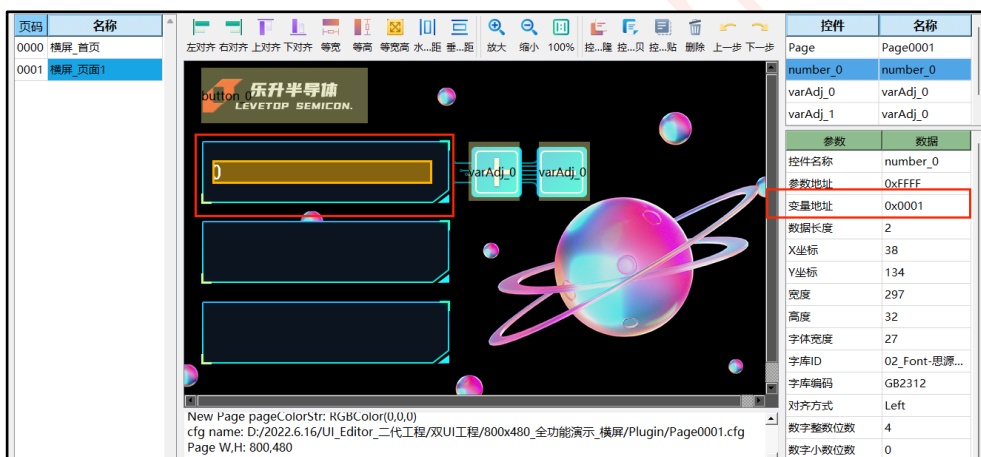 页码 名称
0000 横屏_首页
0001 横屏_页面1
左对齐 右对齐 上对齐 下对齐 等宽 等高 等宽高 水...距 垂...距 放大 缩小 100% 控...隆 控...贝 控...贴 删除 上一步 下一步
1:1
button_0
乐升半导体
LEVETOP SEMICON.
0
varAdj_0 varAdj_0
New Page pageColorStr: RGBColor(0,0,0)
cfg name: D:/2022.6.16/UI_Editor_二代工程/双UI工程/800x480_全功能演示_横屏/Plugin/Page0001.cfg
Page W,H: 800,480
控件 名称
Page Page0001
number_0 number_0
varAdj_0 varAdj_0
varAdj_1 varAdj_0
参数 数据
控件名称 number_0
参数地址 0xFFFF
变量地址 0x0001
数据长度 2
X坐标 38
Y坐标 134
宽度 297
高度 32
字体宽度 27
字库ID 02_Font-思源...
字库编码 GB2312
对齐方式 Left
数字整数位数 4
数字小数位数 0